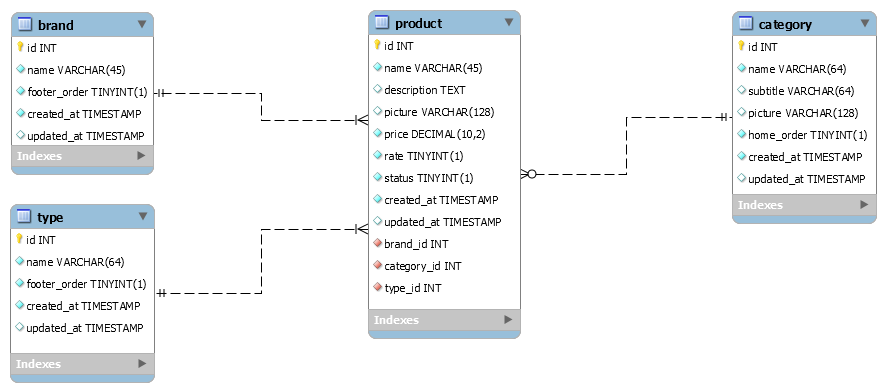 brand
id INT
name VARCHAR(45)
footer_order TINYINT(1)
created_at TIMESTAMP
updated_at TIMESTAMP
Indexes
type
id INT
name VARCHAR(64)
footer_order TINYINT(1)
created_at TIMESTAMP
updated_at TIMESTAMP
Indexes
product
id INT
name VARCHAR(45)
description TEXT
picture VARCHAR(128)
price DECIMAL(10,2)
rate TINYINT(1)
status TINYINT(1)
created_at TIMESTAMP
updated_at TIMESTAMP
brand_id INT
category_id INT
type_id INT
Indexes
category
id INT
name VARCHAR(64)
subtitle VARCHAR(64)
picture VARCHAR(128)
home_order TINYINT(1)
created_at TIMESTAMP
updated_at TIMESTAMP
Indexes